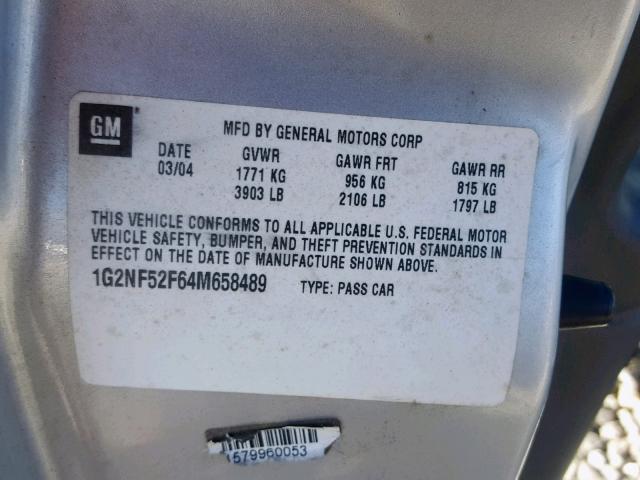 GM
MFD BY GENERAL MOTORS CORP
DATE GVWR GAWR FRT GAWR RR
03/04 1771 KG 956 KG 815 KG
3903 LB 2106 LB 1797 LB
THIS VEHICLE CONFORMS TO ALL APPLICABLE U.S. FEDERAL MOTOR
VEHICLE SAFETY, BUMPER, AND THEFT PREVENTION STANDARDS IN
EFFECT ON THE DATE OF MANUFACTURE SHOWN ABOVE.
1G2NF52F64M658489 TYPE: PASS CAR
579960053